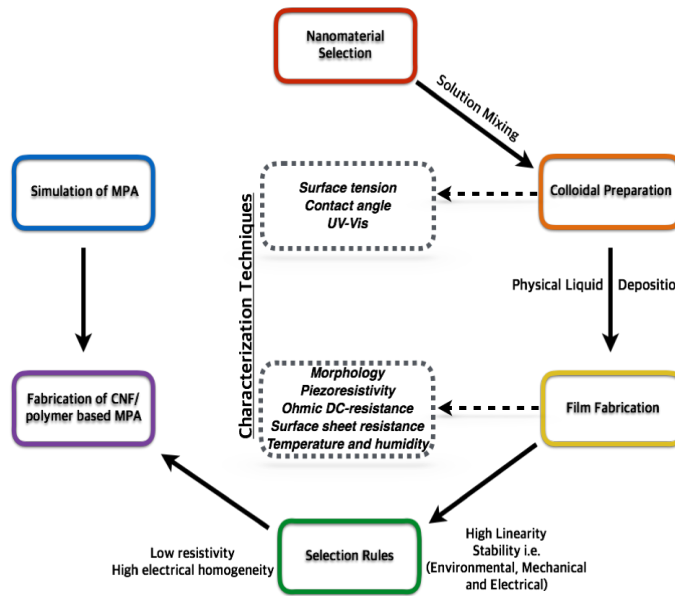 Nanomaterial
Selection
Solution Mixing
Simulation of MPA
Surface tension
Contact angle
UV-Vis
Colloidal Preparation
Characterization Techniques
Physical Liquid Depositio
Fabrication of CNF/
polymer based MPA
Morphology
Piezoresistivity
Ohmic DC-resistance
Surface sheet resistance
Temperature and humidity
Film Fabrication
Low resistivity
High electrical homogeneity
Selection Rules
High Linearity
Stability i.e.
(Environmental, Mechanical
and Electrical)